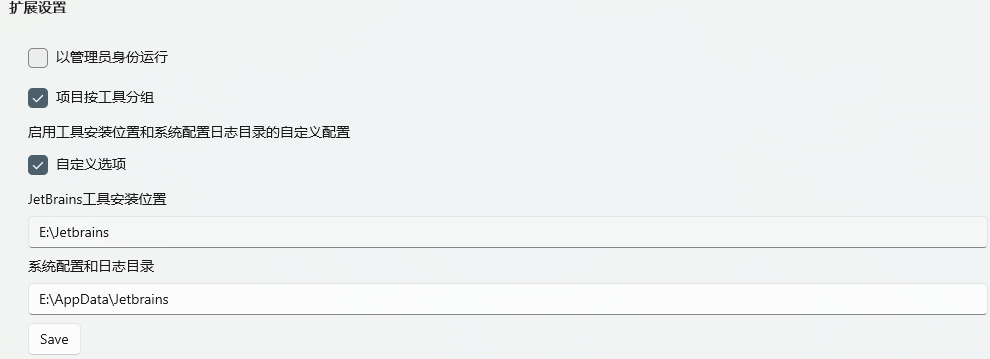 扩展设置
以管理员身份运行
项目按工具分组
启用工具安装位置和系统配置日志目录的自定义配置
自定义选项
JetBrains工具安装位置
E:\Jetbrains
系统配置和日志目录
E:\AppData\Jetbrains
Save